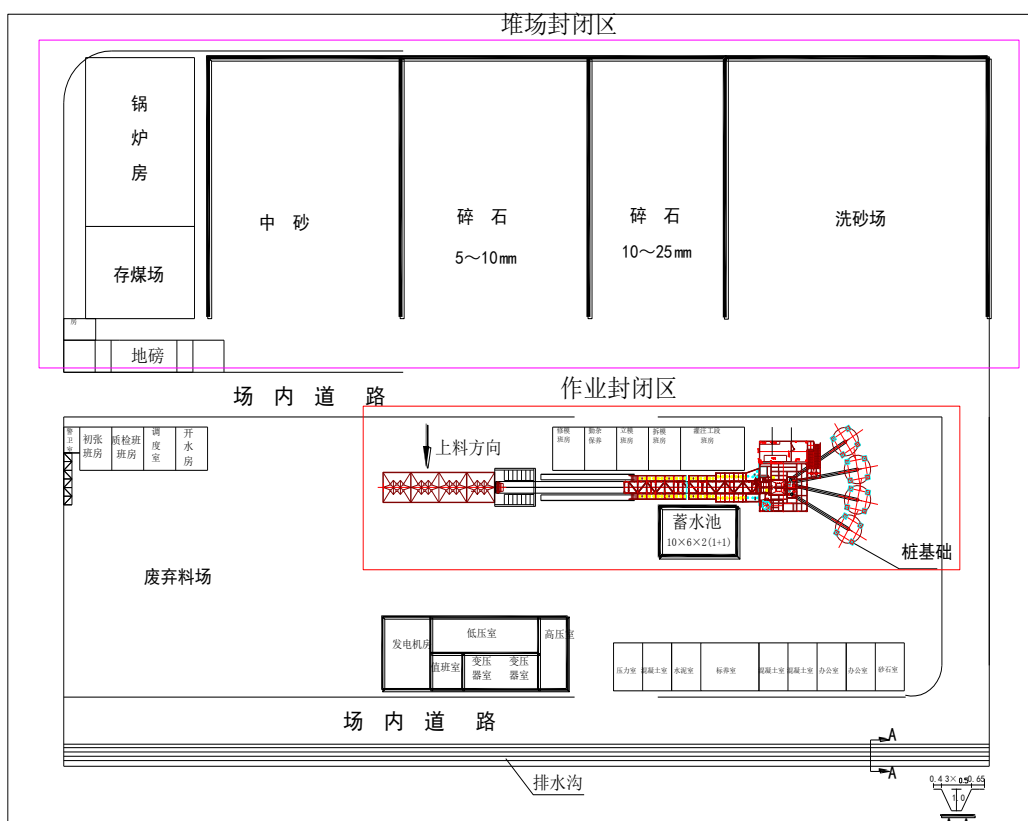 堆场封闭区
锅
炉
房
中 砂
碎 石
5～10mm
碎 石
10～25mm
洗砂场
存煤场
房
地磅
场 内 道 路
作业封闭区
警
卫
初张
班房
质检班
班房
调
度
室
开
水
房
上料方向
修模
班房
勤杂
保养
立模
班房
拆模
班房
灌注工段
班房
蓄水池
10×6×2(1+1)
桩基础
废弃料场
发电机房
低压室
高压室
值班室
变压
器室
变压
器室
压力室
混凝土室
水泥室
标养室
混凝土室
混凝土室
办公室
办公室
砂石室
场 内 道 路
A
A
排水沟
1.0